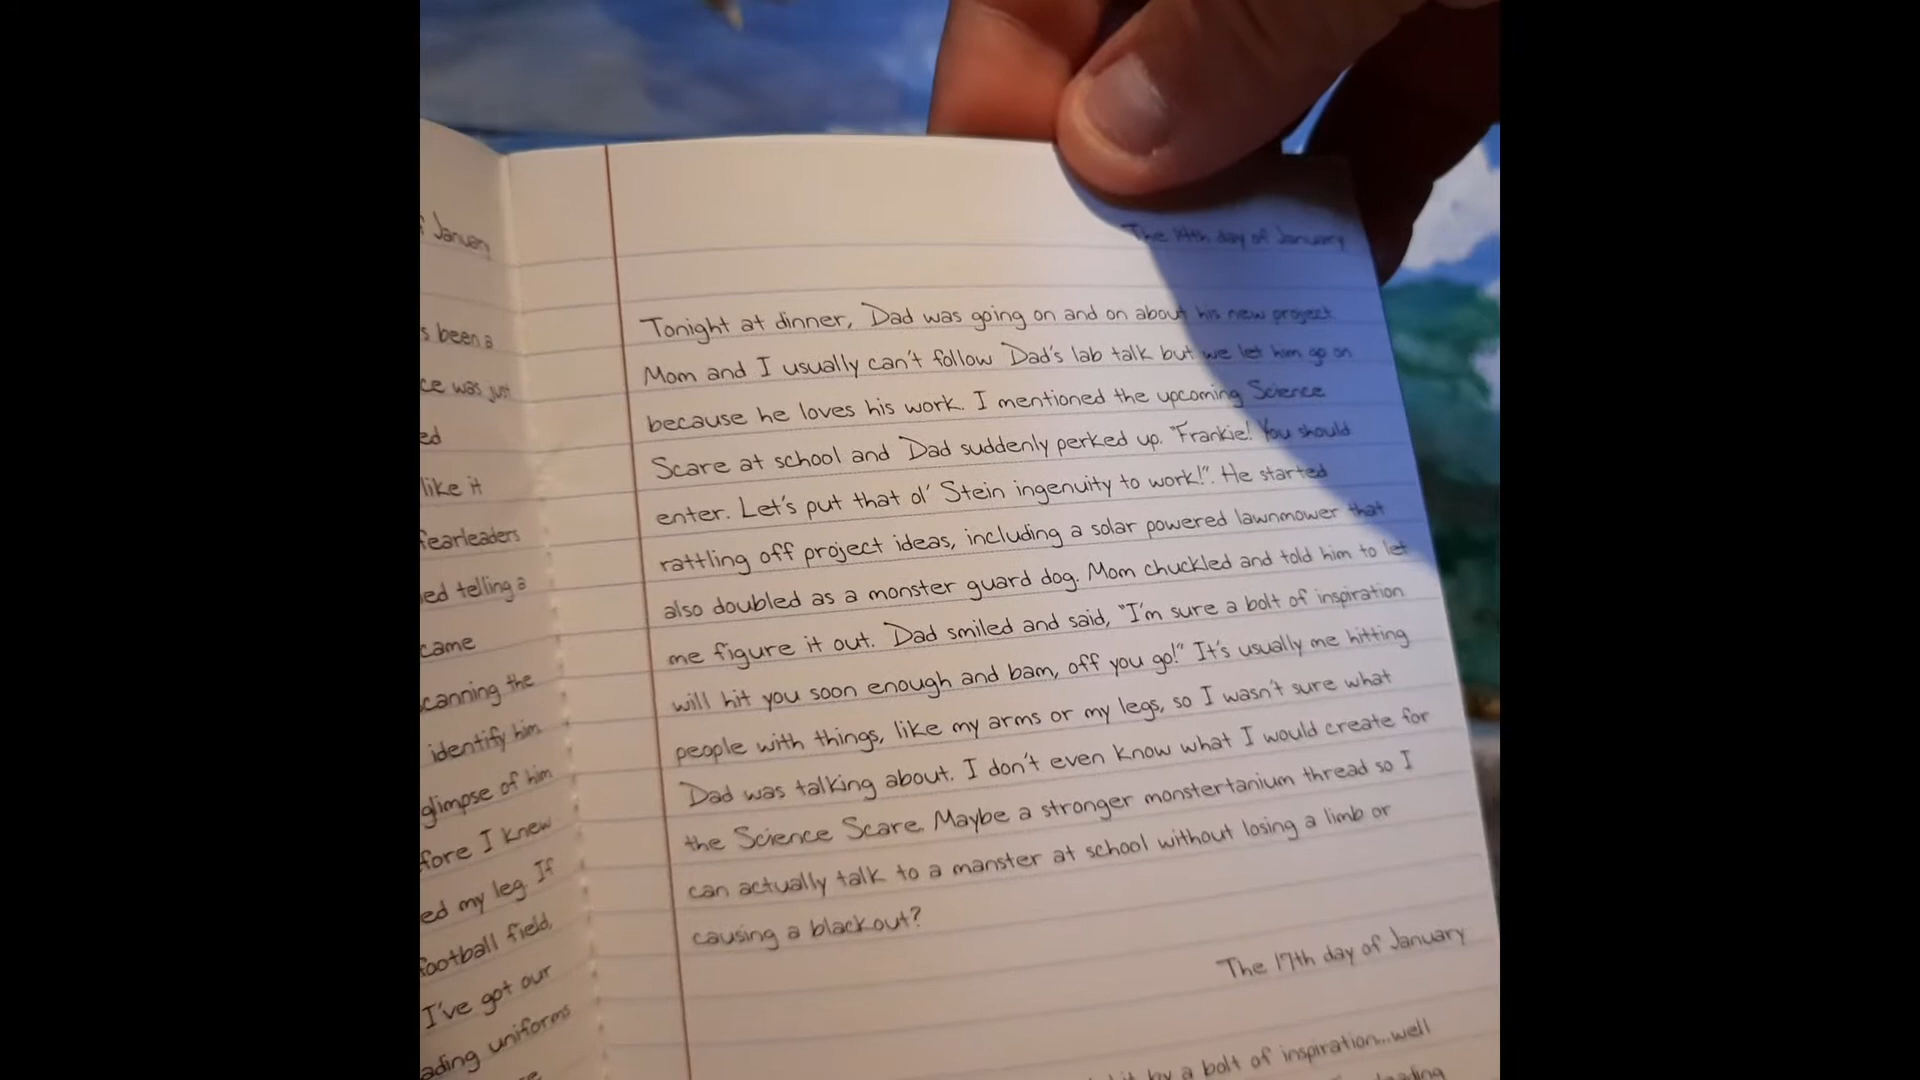 January
s been a
ce was just
ed
like it
fearleaders
ed telling a
came
canning the
identify him
glimpse of him
fore I knew
ed my leg. If
football field,
I've got our
ading uniforms
The 14th day of January
Tonight at dinner, Dad was going on and on about his new project
Mom and I usually can't follow Dad's lab talk but we let him go on
because he loves his work. I mentioned the upcoming Science
Scare at school and Dad suddenly perked up. "Frankie! You should
enter. Let's put that ol' Stein ingenuity to work!". He started
rattling off project ideas, including a solar powered lawnmower that
also doubled as a monster guard dog. Mom chuckled and told him to let
me figure it out. Dad smiled and said, "I'm sure a bolt of inspiration
will hit you soon enough and bam, off you go!" It's usually me hitting
people with things, like my arms or my legs, so I wasn't sure what
Dad was talking about. I don't even know what I would create for
the Science Scare. Maybe a stronger monstertanium thread so I
can actually talk to a manster at school without losing a limb or
causing a blackout?
The 17th day of January
by a bolt of inspiration...well